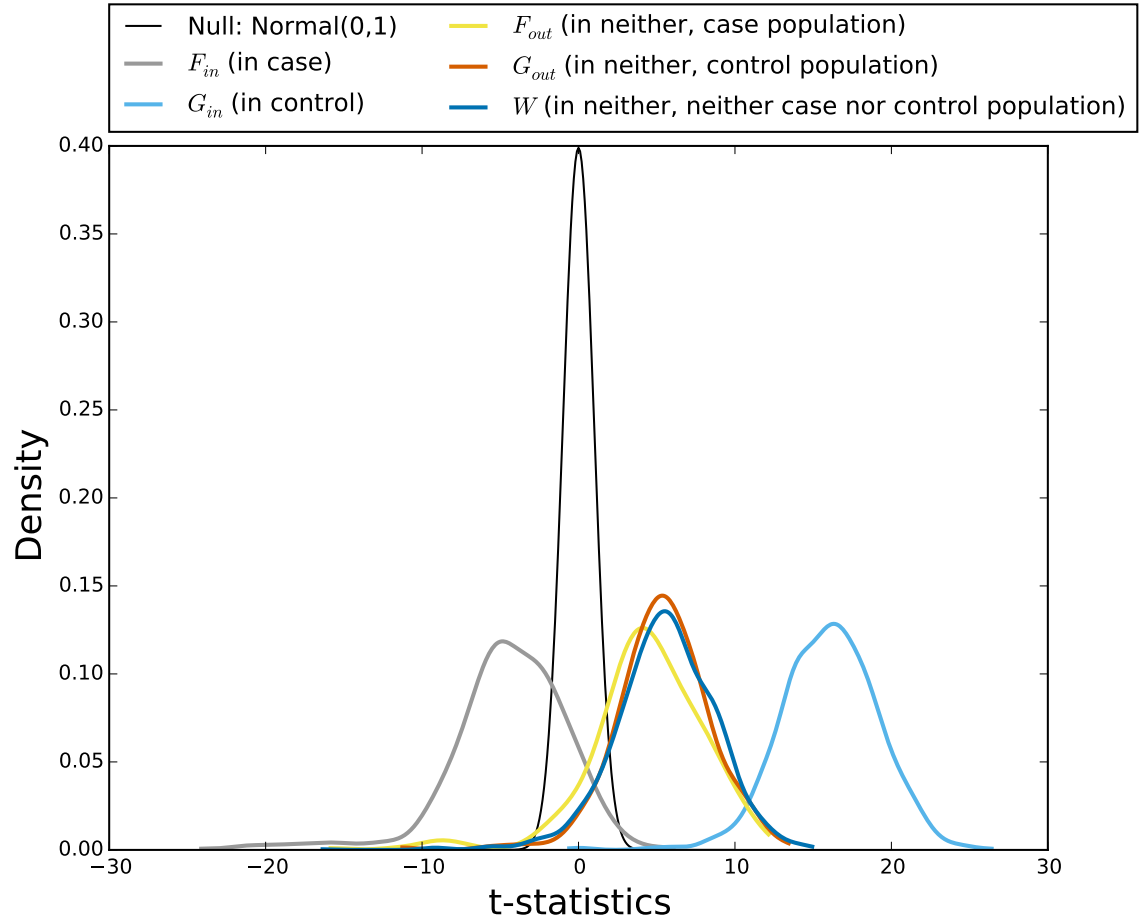 Null: Normal(0,1)
F_in (in case)
G_in (in control)
F_out (in neither, case population)
G_out (in neither, control population)
W (in neither, neither case nor control population)
0.40
0.35
0.30
0.25
0.20
0.15
0.10
0.05
0.00
Density
−30 −20 −10 0 10 20 30
t-statistics